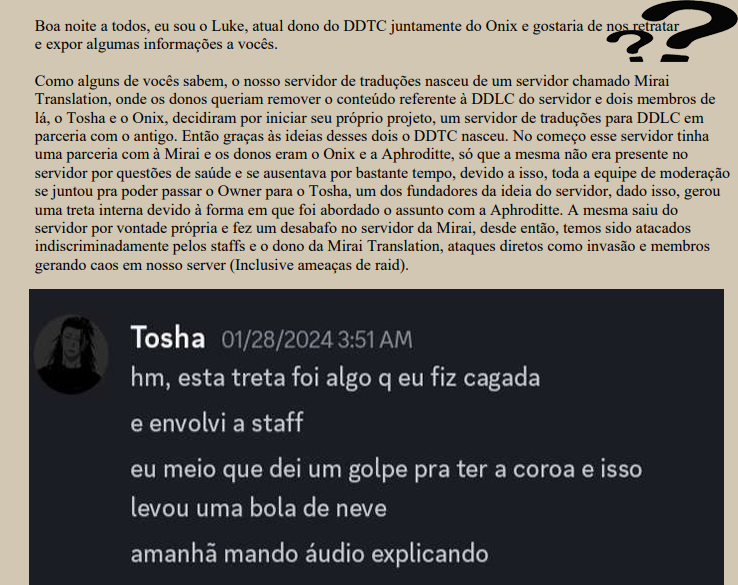 Boa noite a todos, eu sou o Luke, atual dono do DDTC juntamente do Onix e gostaria de nos retratar
e expor algumas informações a vocês.
Como alguns de vocês sabem, o nosso servidor de traduções nasceu de um servidor chamado Mirai
Translation, onde os donos queriam remover o conteúdo referente à DDLC do servidor e dois membros de
lá, o Tosha e o Onix, decidiram por iniciar seu próprio projeto, um servidor de traduções para DDLC em
parceria com o antigo. Então graças às ideias desses dois o DDTC nasceu. No começo esse servidor tinha
uma parceria com à Mirai e os donos eram o Onix e a Aphroditte, só que a mesma não era presente no
servidor por questões de saúde e se ausentava por bastante tempo, devido a isso, toda a equipe de moderação
se juntou pra poder passar o Owner para o Tosha, um dos fundadores da ideia do servidor, dado isso, gerou
uma treta interna devido à forma em que foi abordado o assunto com a Aphroditte. A mesma saiu do
servidor por vontade própria e fez um desabafo no servidor da Mirai, desde então, temos sido atacados
indiscriminadamente pelos staffs e o dono da Mirai Translation, ataques diretos como invasão e membros
gerando caos em nosso server (Inclusive ameaças de raid).
??
Tosha 01/28/2024 3:51 AM
hm, esta treta foi algo q eu fiz cagada
e envolvi a staff
eu meio que dei um golpe pra ter a coroa e isso
levou uma bola de neve
amanhã mando áudio explicando